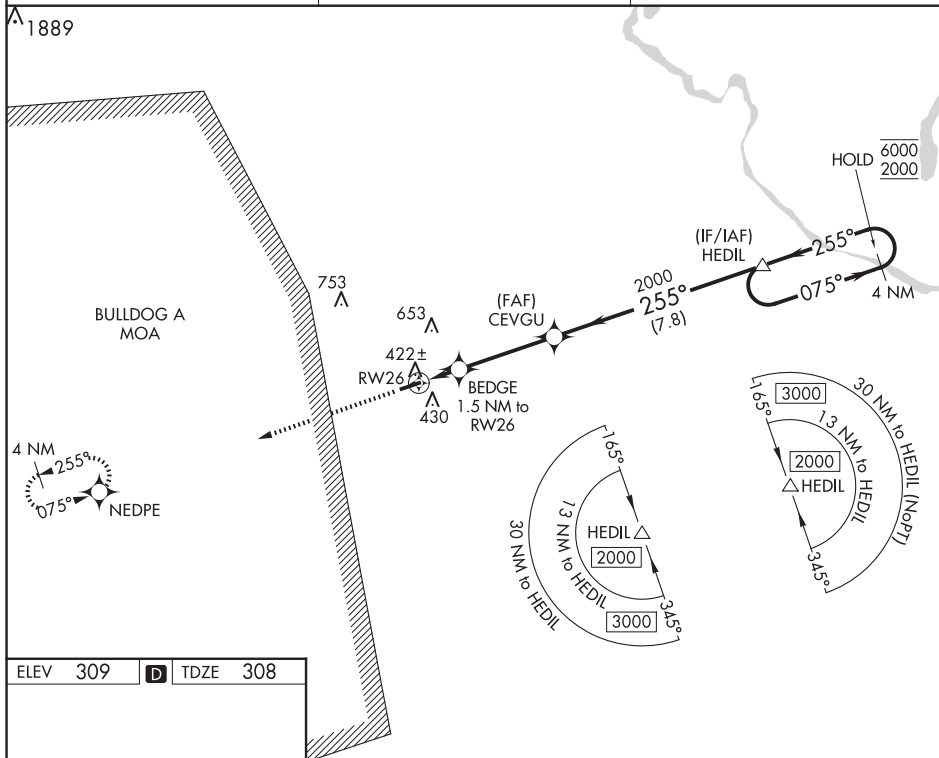 1889
HOLD 6000
2000
(IF/IAF)
HEDIL
255°
075°
4 NM
2000
255°
(7.8)
(FAF)
CEVGU
753
BULLDOG A
MOA
653
422±
RW26
430
BEDGE
1.5 NM to
RW26
4 NM
255°
075°
NEDPE
165°
30 NM to HEDIL
13 NM to HEDIL
HEDIL
2000
3000
345°
165°
3000
30 NM to HEDIL (NoPT)
13 NM to HEDIL
2000
HEDIL
345°
ELEV 309 D TDZE 308